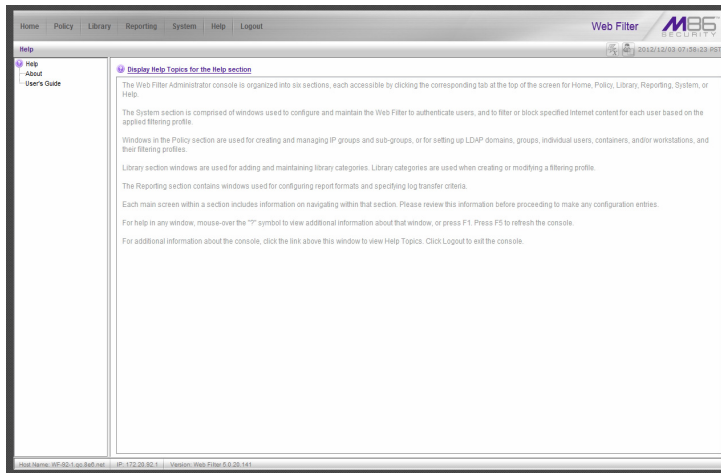 Home Policy Library Reporting System Help Logout
Web Filter
M86
SECURITY
Help
2012/12/03 07:58:23 PST
Help
About
User's Guide
Display Help Topics for the Help section
The Web Filter Administrator console is organized into six sections, each accessible by clicking the corresponding tab at the top of the screen for Home, Policy, Library, Reporting, System, or
Help.
The System section is comprised of windows used to configure and maintain the Web Filter to authenticate users, and to filter or block specified Internet content for each user based on the
applied filtering profile.
Windows in the Policy section are used for creating and managing IP groups and sub-groups, or for setting up LDAP domains, groups, individual users, containers, and/or workstations, and
their filtering profiles.
Library section windows are used for adding and maintaining library categories. Library categories are used when creating or modifying a filtering profile.
The Reporting section contains windows used for configuring report formats and specifying log transfer criteria.
Each main screen within a section includes information on navigating within that section. Please review this information before proceeding to make any configuration entries.
For help in any window, mouse-over the "?" symbol to view additional information about that window, or press F1. Press F5 to refresh the console.
For additional information about the console, click the link above this window to view Help Topics. Click Logout to exit the console.
Host Name: IP: 172.20.92.1 Version: Web Filter 5.0.20.141